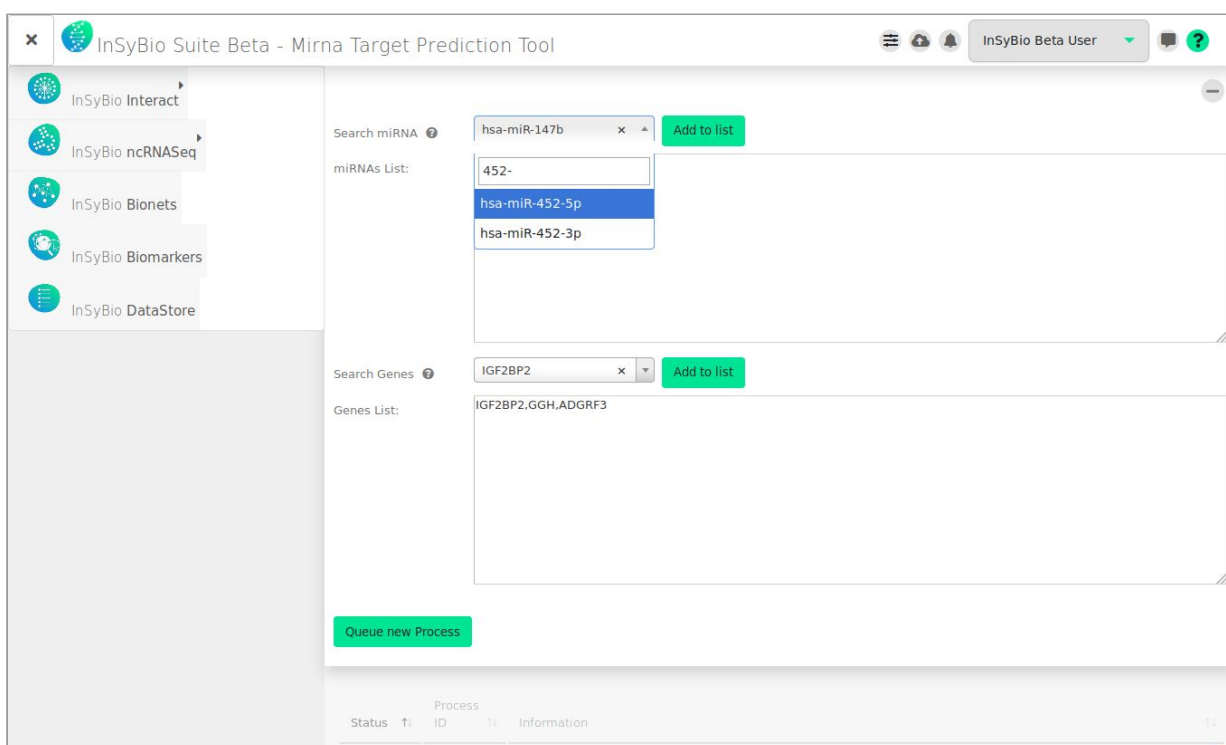 InSyBio Suite Beta - Mirna Target Prediction Tool
InSyBio Beta User
InSyBio Interact
InSyBio ncRNASeq
InSyBio Bionets
InSyBio Biomarkers
InSyBio DataStore
Search miRNA
hsa-miR-147b
Add to list
miRNAs List:
452-
hsa-miR-452-5p
hsa-miR-452-3p
Search Genes
IGF2BP2
Add to list
Genes List:
IGF2BP2,GGH,ADGRF3
Queue new Process
Status
Process
ID
Information